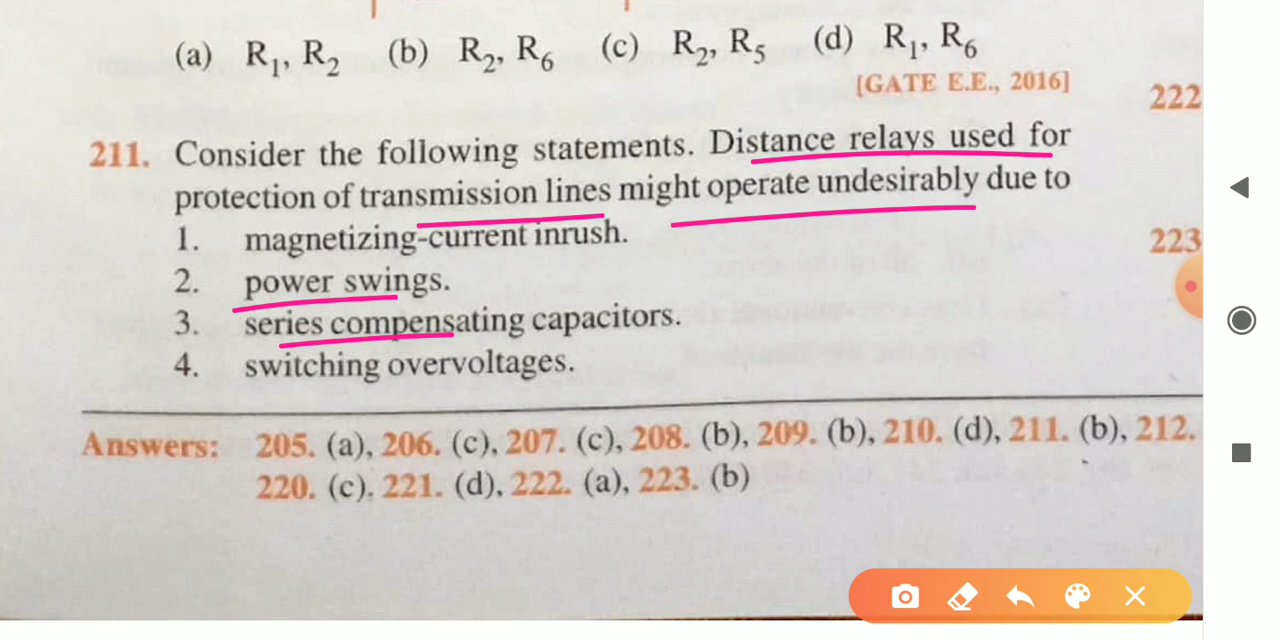 (a) R₁, R₂ (b) R₂, R₆ (c) R₂, R₅ (d) R₁, R₆
[GATE E.E., 2016]
222
211. Consider the following statements. Distance relays used for
protection of transmission lines might operate undesirably due to
1. magnetizing-current inrush.
223
2. power swings.
3. series compensating capacitors.
4. switching overvoltages.
Answers: 205. (a), 206. (c), 207. (c), 208. (b), 209. (b), 210. (d), 211. (b), 212.
220. (c), 221. (d), 222. (a), 223. (b)